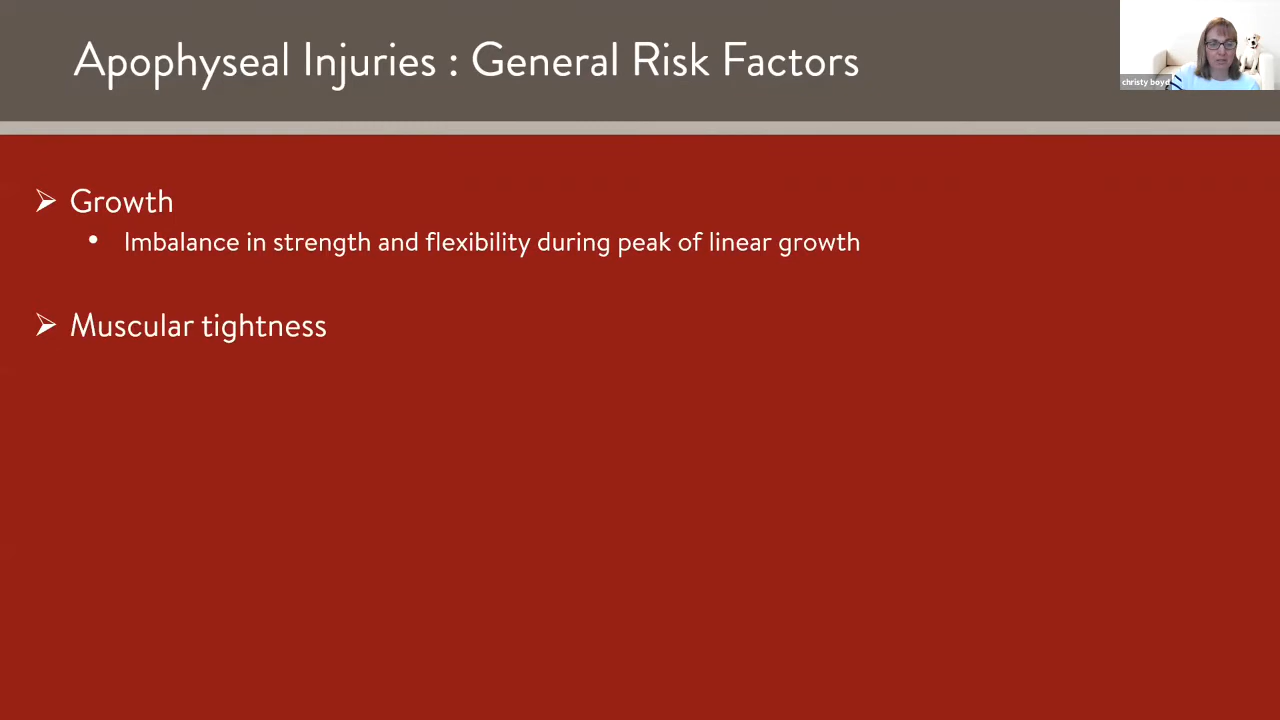 Apophyseal Injuries : General Risk Factors
christy boyd
Growth
Imbalance in strength and flexibility during peak of linear growth
Muscular tightness